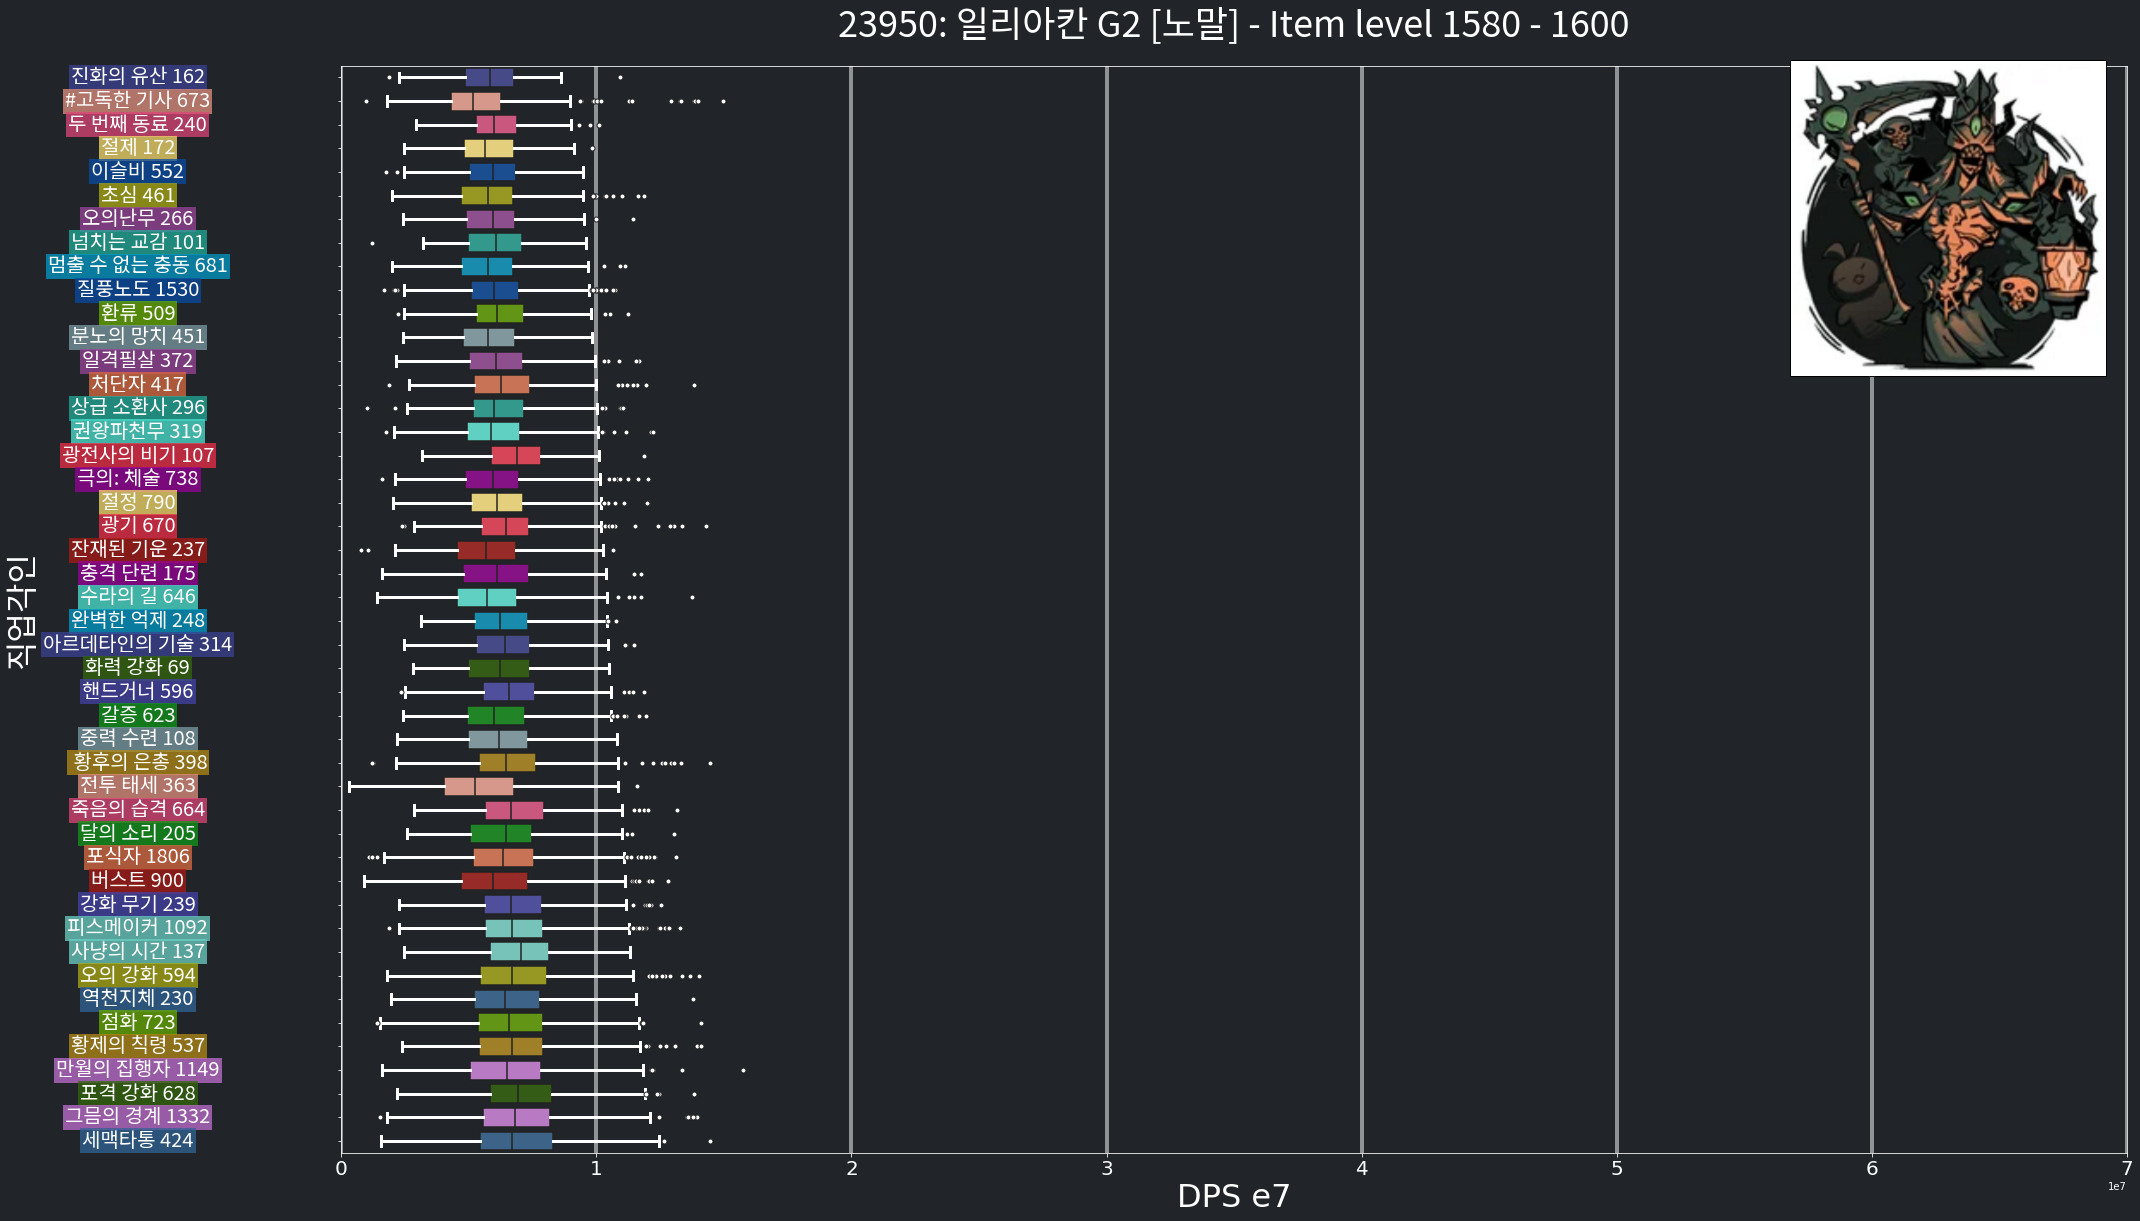 23950: 일리아칸 G2 [노말] - Item level 1580 - 1600
직업각인
진화의 유산 162
#고독한 기사 673
두 번째 동료 240
절제 172
이슬비 552
초심 461
오의난무 266
넘치는 교감 101
멈출 수 없는 충동 681
질풍노도 1530
환류 509
분노의 망치 451
일격필살 372
처단자 417
상급 소환사 296
권왕파천무 319
광전사의 비기 107
극의: 체술 738
절정 790
광기 670
잔재된 기운 237
충격 단련 175
수라의 길 646
완벽한 억제 248
아르데타인의 기술 314
화력 강화 69
핸드거너 596
갈증 623
중력 수련 108
황후의 은총 398
전투 태세 363
죽음의 습격 664
달의 소리 205
포식자 1806
버스트 900
강화 무기 239
피스메이커 1092
사냥의 시간 137
오의 강화 594
역천지체 230
점화 723
황제의 칙령 537
만월의 집행자 1149
포격 강화 628
그믐의 경계 1332
세맥타통 424
0 1 2 3 4 5 6 7
1e7
DPS e7